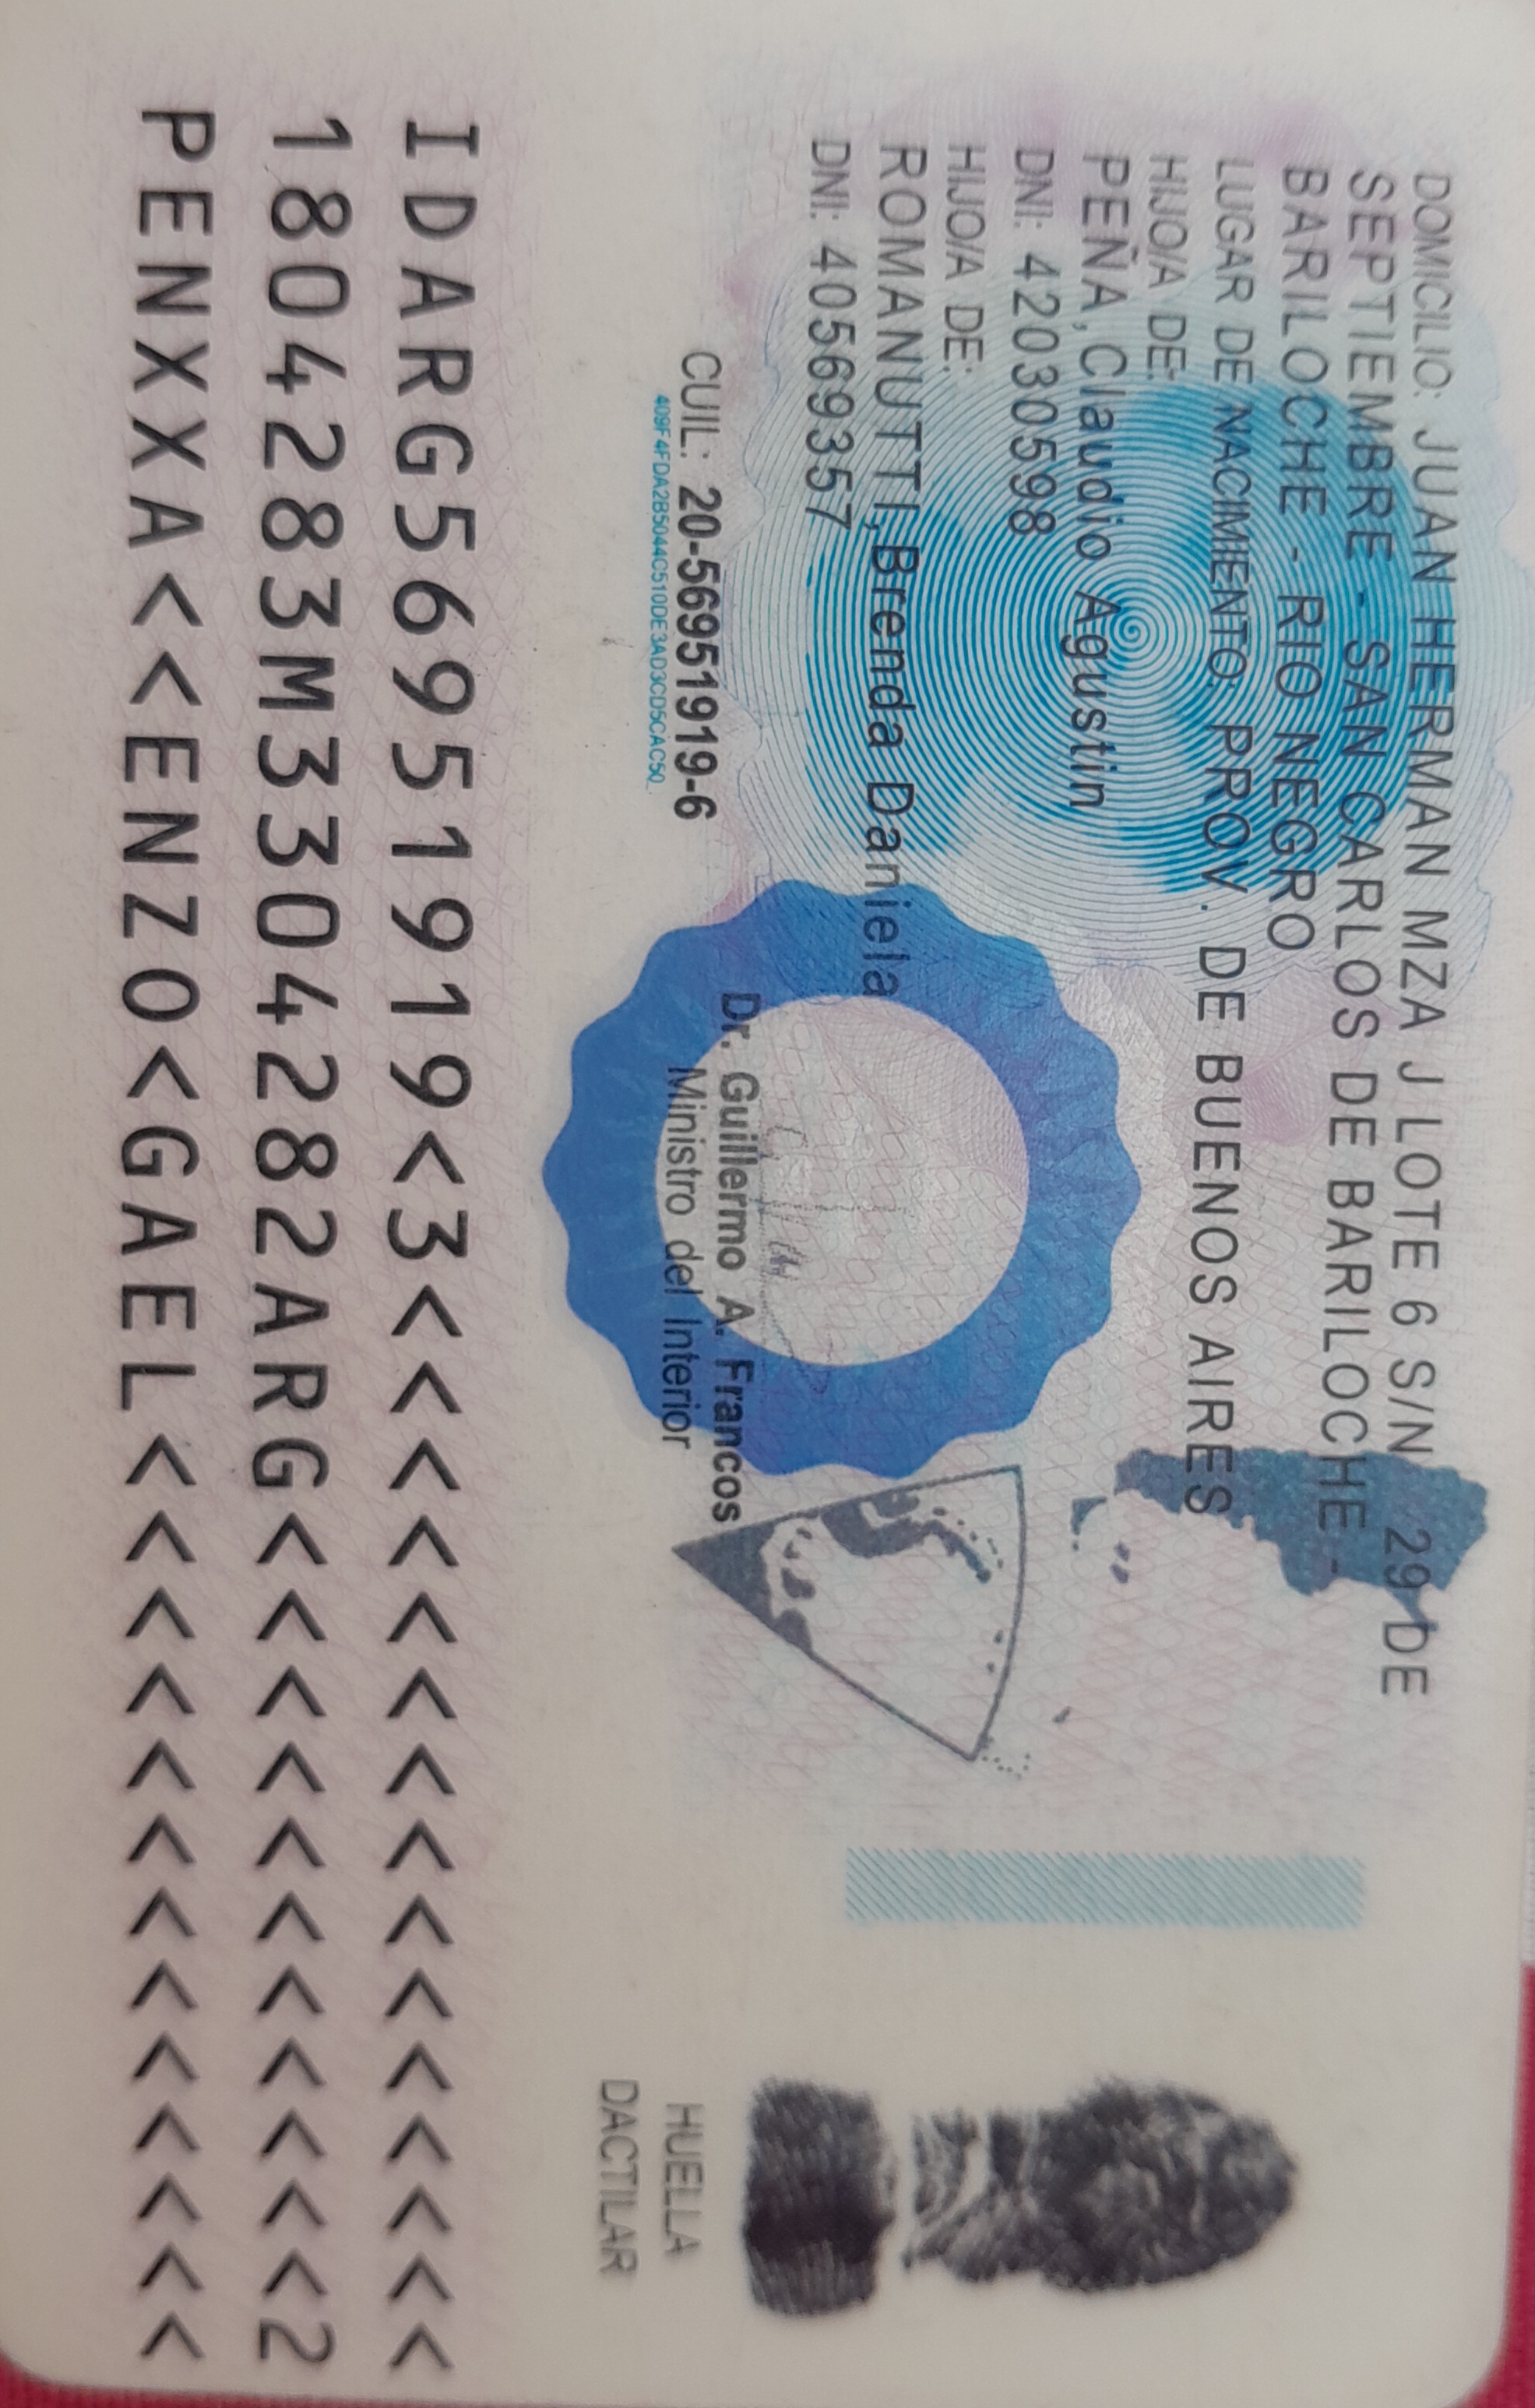 DOMICILIO: JUAN HERMAN MZA J LOTE 6 S/N 29 DE
SEPTIEMBRE - SAN CARLOS DE BARILOCHE -
BARILOCHE - RIO NEGRO
LUGAR DE NACIMIENTO: PROV. DE BUENOS AIRES
HIJO/A DE:
PEÑA, Claudio Agustin
DNI: 42030598
HIJO/A DE:
ROMANUTTI, Brenda Daniela
DNI: 40569357
CUIL: 20-56951919-6
409F4FDA2B5044C510DE3AD3CD5CAC50
Dr. Guillermo A. Francos
Ministro del Interior
HUELLA
DACTILAR
IDARG56951919<3<<<<<<<<<<<<<<<
1804283M3304282ARG<<<<<<<<<<<2
PENXXA<<ENZO<GAEL<<<<<<<<<<<<<